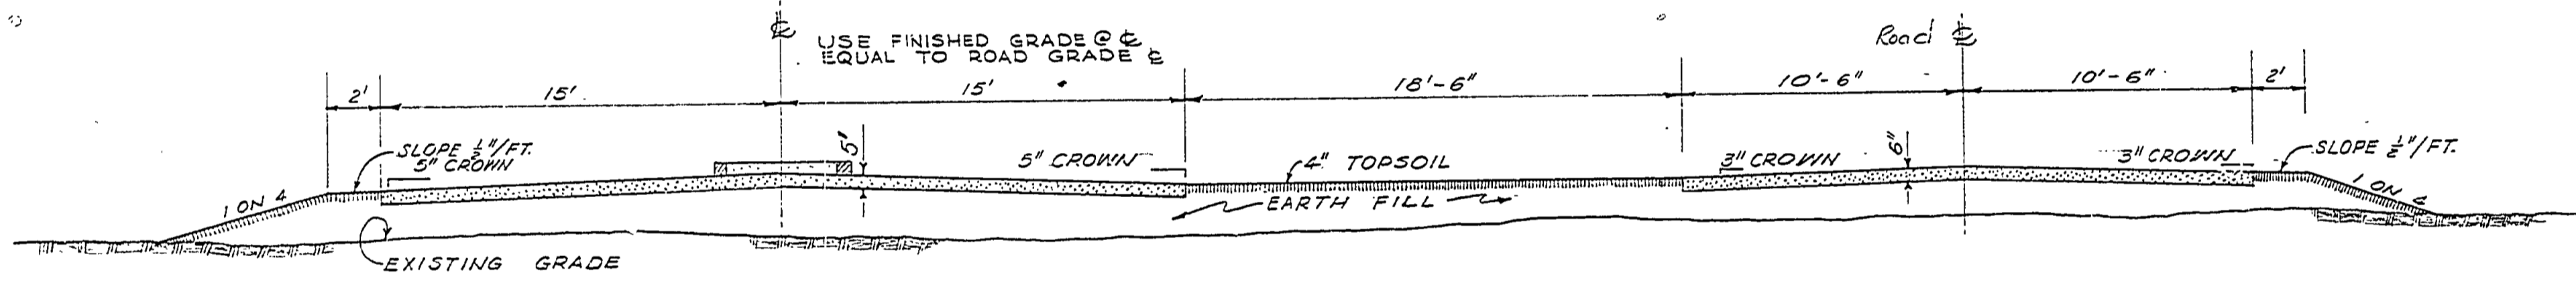 ℄
USE FINISHED GRADE @ ℄
EQUAL TO ROAD GRADE ℄
Road ℄
2'
15'
15'
18'-6"
10'-6"
10'-6"
2'
SLOPE ½"/FT.
5" CROWN
5'
5" CROWN
4" TOPSOIL
3" CROWN
6"
3" CROWN
SLOPE ½"/FT.
1 ON 4
EARTH FILL
1 ON 4
EXISTING GRADE